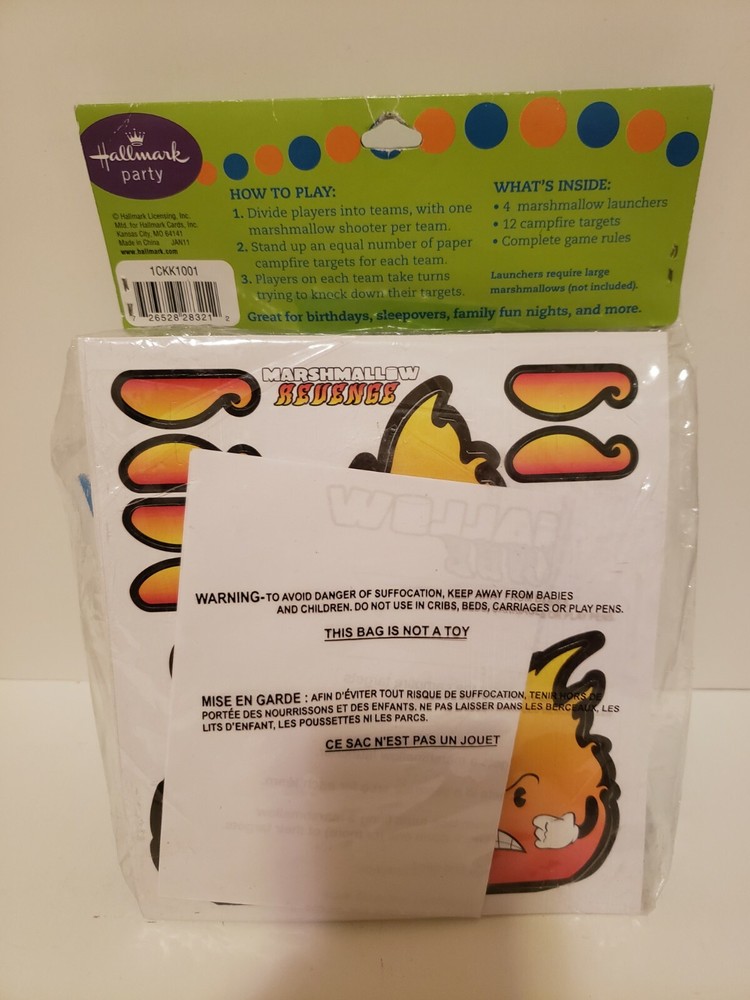 Hallmark
party
© Hallmark Licensing, Inc.
Mfd. for Hallmark Cards, Inc.
Kansas City, MO 64141
Made in China JAN11
www.hallmark.com
1CKK1001
7 26528 28321 2
HOW TO PLAY:
1. Divide players into teams, with one
marshmallow shooter per team.
2. Stand up an equal number of paper
campfire targets for each team.
3. Players on each team take turns
trying to knock down their targets.
WHAT'S INSIDE:
• 4 marshmallow launchers
• 12 campfire targets
• Complete game rules
Launchers require large
marshmallows (not included).
Great for birthdays, sleepovers, family fun nights, and more.
MARSHMALLOW
REVENGE
WARNING-TO AVOID DANGER OF SUFFOCATION, KEEP AWAY FROM BABIES
AND CHILDREN. DO NOT USE IN CRIBS, BEDS, CARRIAGES OR PLAY PENS.
THIS BAG IS NOT A TOY
MISE EN GARDE : AFIN D'ÉVITER TOUT RISQUE DE SUFFOCATION, TENIR HORS DE
PORTÉE DES NOURRISSONS ET DES ENFANTS. NE PAS LAISSER DANS LES BERCEAUX, LES
LITS D'ENFANT, LES POUSSETTES NI LES PARCS.
CE SAC N'EST PAS UN JOUET